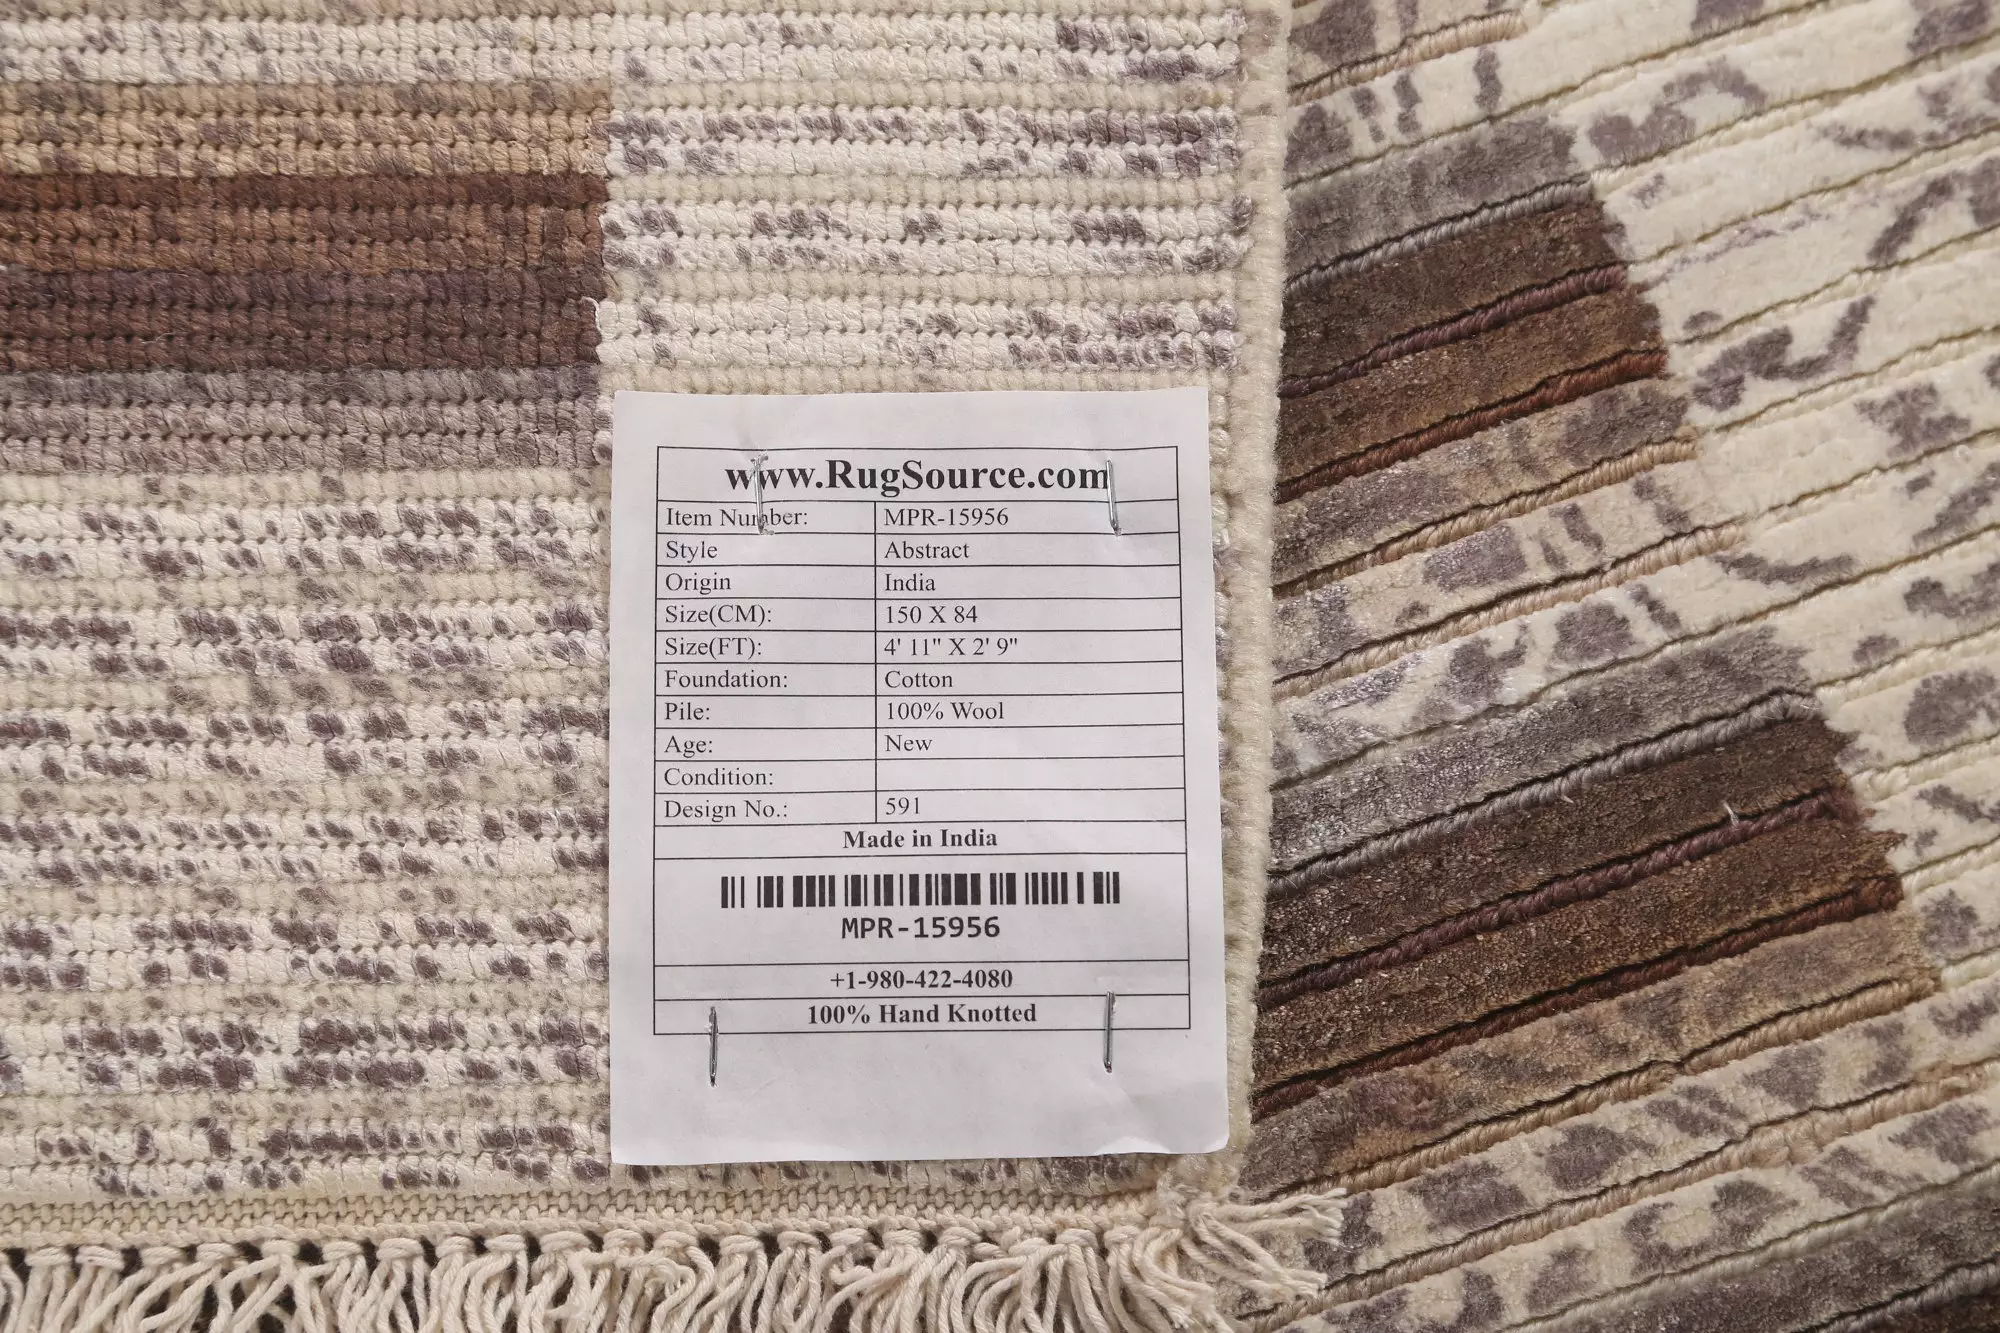 www.RugSource.com
Item Number: MPR-15956
Style Abstract
Origin India
Size(CM): 150 X 84
Size(FT): 4' 11" X 2' 9"
Foundation: Cotton
Pile: 100% Wool
Age: New
Condition:
Design No.: 591
Made in India
MPR-15956
+1-980-422-4080
100% Hand Knotted